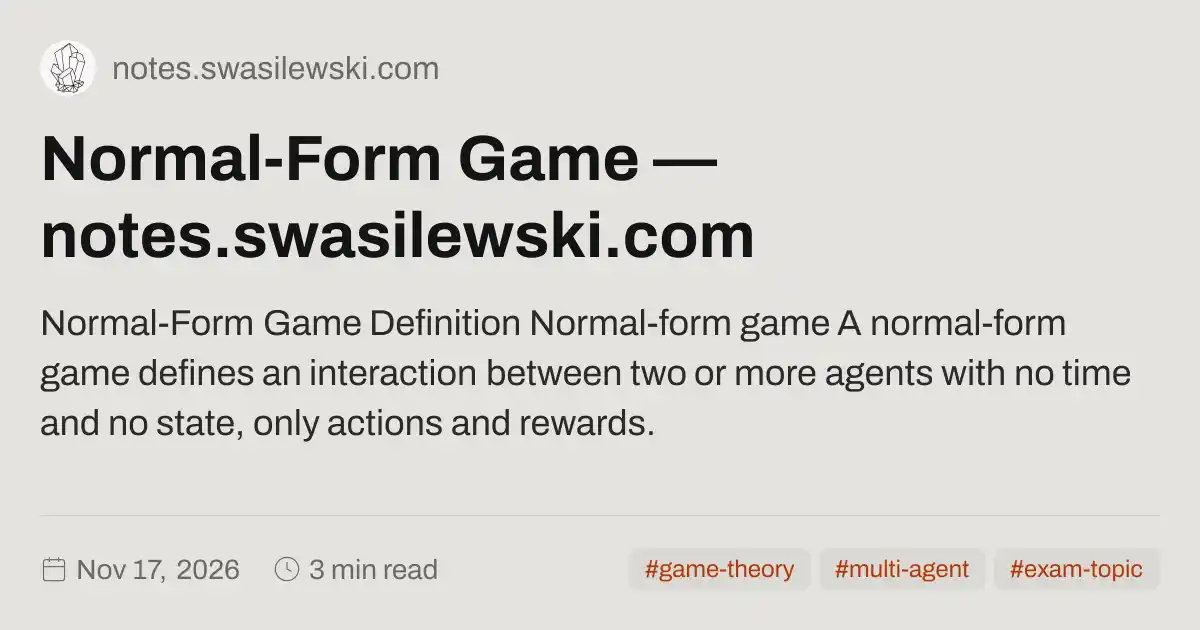 notes.swasilewski.com
Normal-Form Game —
notes.swasilewski.com
Normal-Form Game Definition Normal-form game A normal-form
game defines an interaction between two or more agents with no time
and no state, only actions and rewards.
Nov 17, 2026
3 min read
#game-theory
#multi-agent
#exam-topic